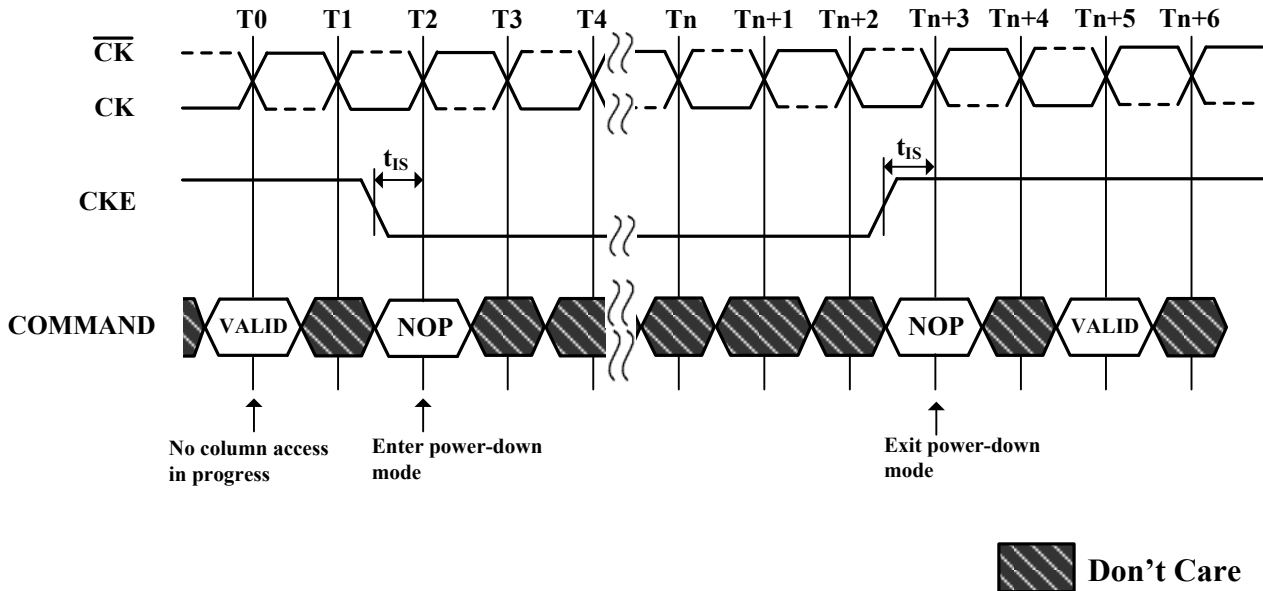 T0 T1 T2 T3 T4 Tn Tn+1 Tn+2 Tn+3 Tn+4 Tn+5 Tn+6
CK
CK
tIS tIS
CKE
COMMAND VALID NOP NOP VALID
No column access
in progress
Enter power-down
mode
Exit power-down
mode
Don't Care